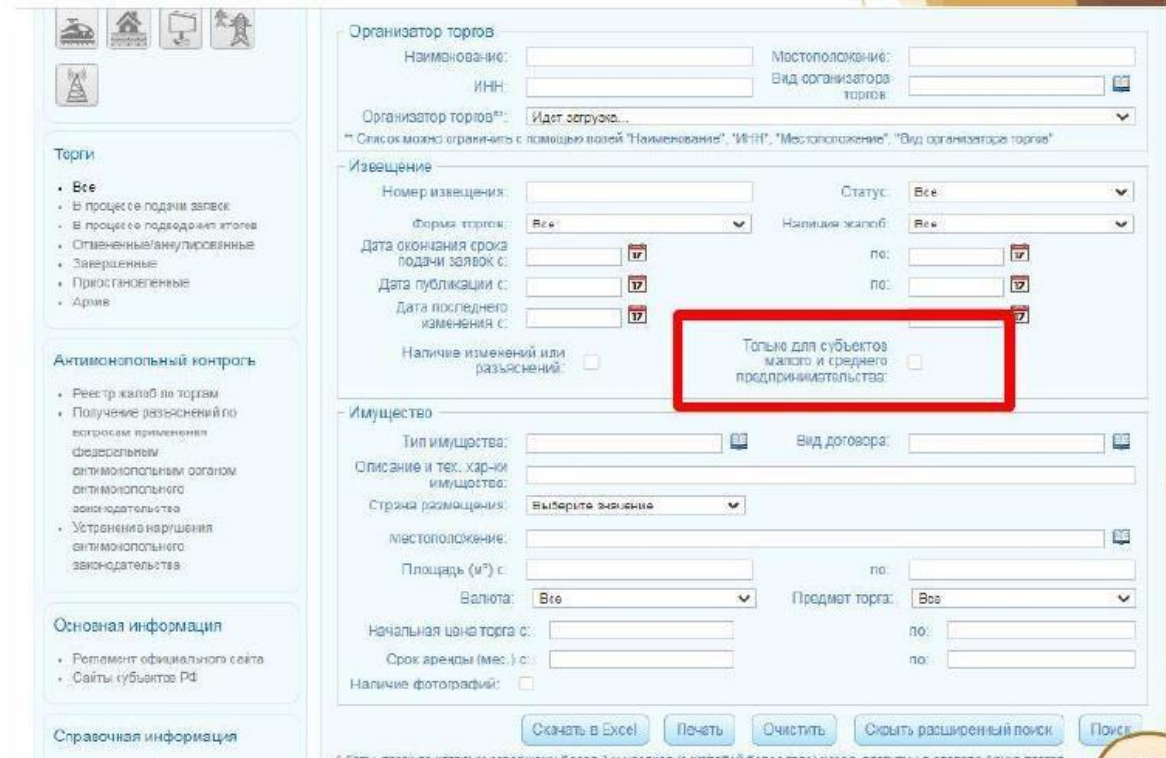 Организатор торгов
Наименование:
Местоположение:
ИНН:
Вид организатора
торгов:
Организатор торгов**:
Идет загрузка...
** Список можно ограничить с помощью полей "Наименование", "ИНН", "Местоположение", "Вид организатора торгов"
Торги
• Все
• В процессе подачи заявок
• В процессе подведения итогов
• Отмененные/аннулированные
• Завершенные
• Приостановленные
• Архив
Извещение
Номер извещения:
Статус:
Все
Форма торгов:
Все
Наличие жалоб:
Все
Дата окончания срока
подачи заявок с:
17
по:
17
Дата публикации с:
17
по:
17
Дата последнего
изменения с:
17
17
Наличие изменений или
разъяснений:
Только для субъектов
малого и среднего
предпринимательства:
Антимонопольный контроль
• Реестр жалоб по торгам
• Получение разъяснений по
вопросам применения
федеральным
антимонопольным органом
антимонопольного
законодательства
• Устранение нарушения
антимонопольного
законодательства
Имущество
Тип имущества:
Вид договора:
Описание и тех. хар-ки
имущества:
Страна размещения:
Выберите значение
Местоположение:
Площадь (м²) с:
по:
Валюта:
Все
Предмет торга:
Все
Начальная цена торга с:
по:
Срок аренды (мес.) с:
по:
Наличие фотографий:
Основная информация
• Регламент официального сайта
• Сайты субъектов РФ
Справочная информация
Скачать в Excel
Печать
Очистить
Скрыть расширенный поиск
Поиск